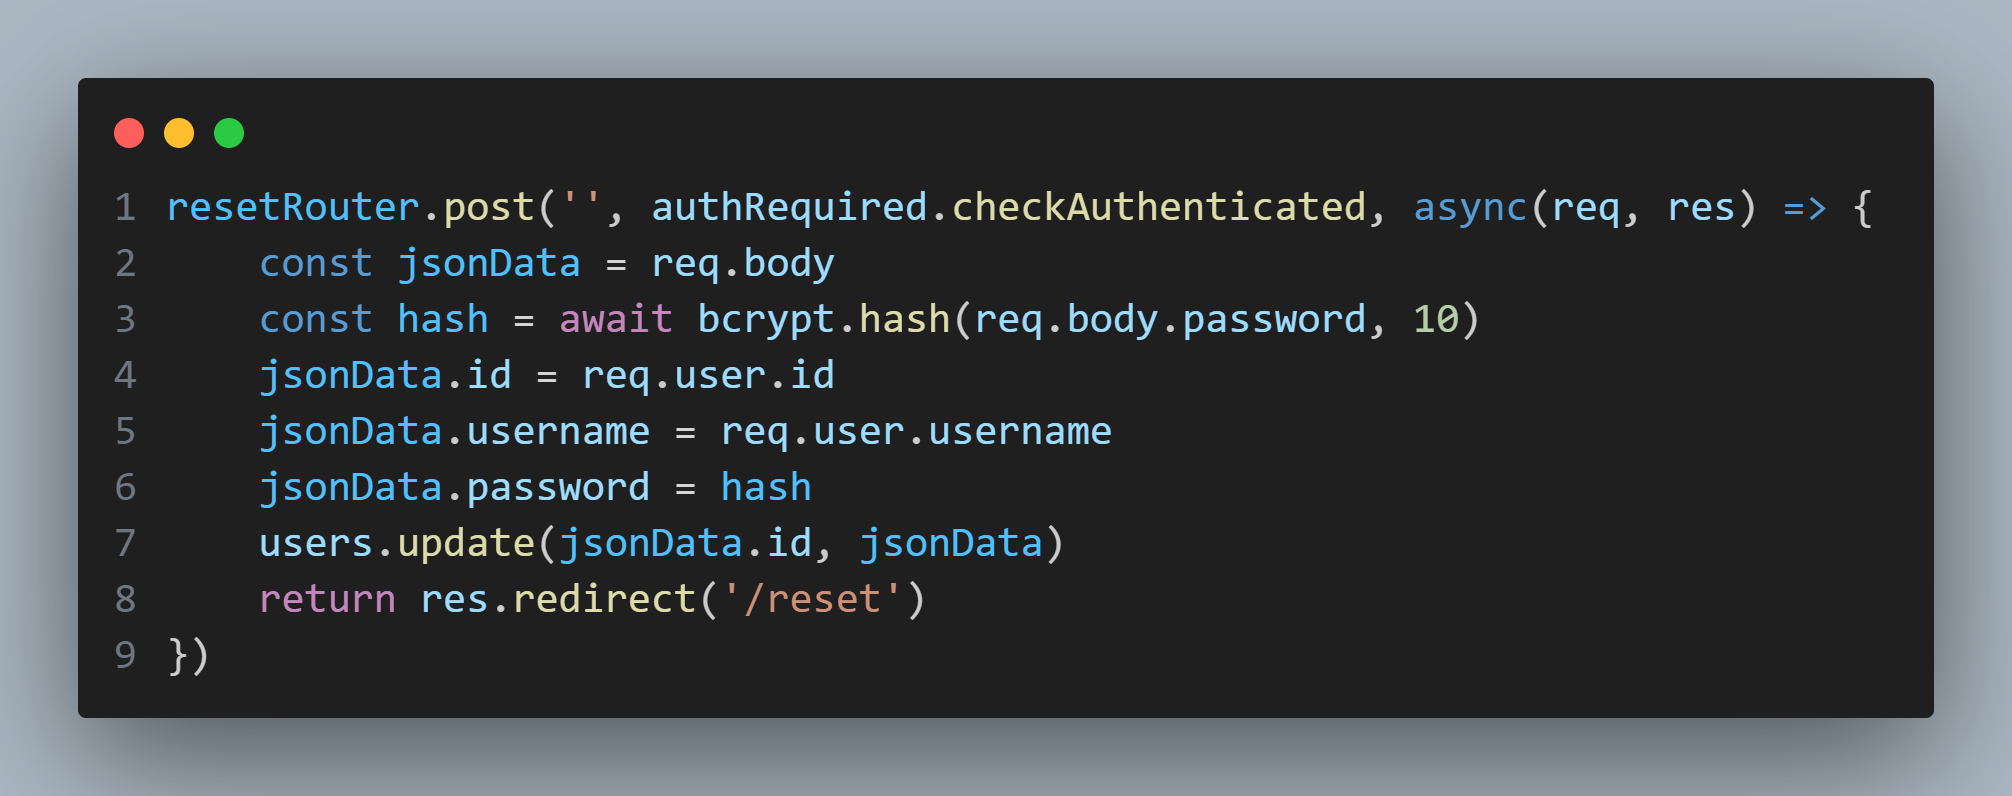 1 resetRouter.post('', authRequired.checkAuthenticated, async(req, res) => {
2     const jsonData = req.body
3     const hash = await bcrypt.hash(req.body.password, 10)
4     jsonData.id = req.user.id
5     jsonData.username = req.user.username
6     jsonData.password = hash
7     users.update(jsonData.id, jsonData)
8     return res.redirect('/reset')
9 })